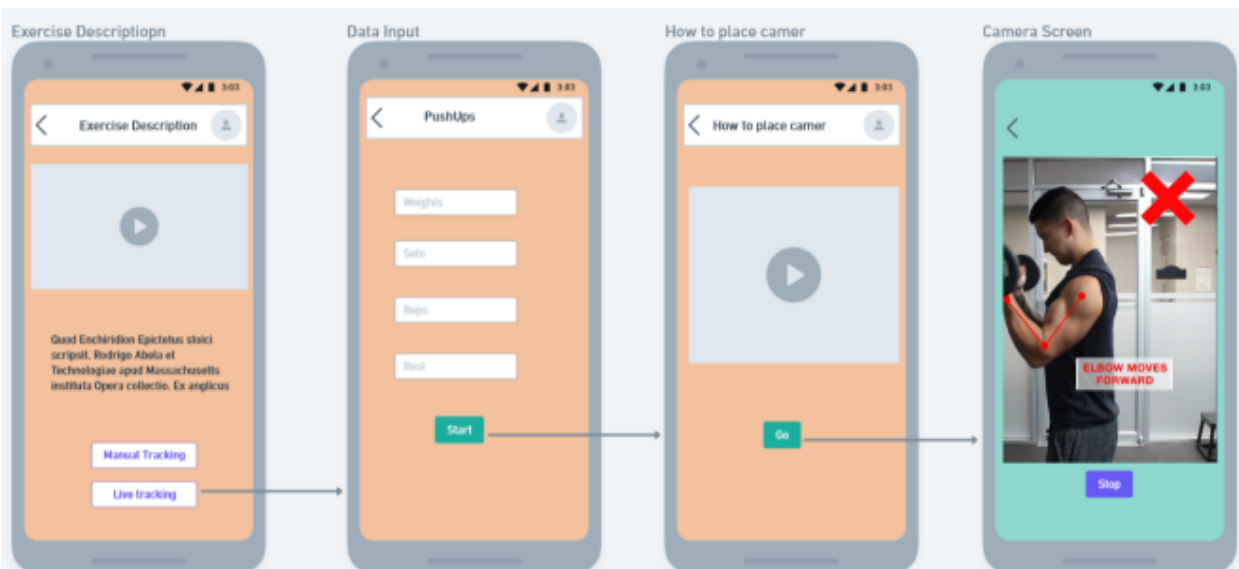 Exercise Descriptiopn
3:03
Exercise Description
Quod Enchiridion Epictetus stoici
scripsit. Rodrigo Abela et
Technologiae apud Massachusetts
instituta Opera collectio. Ex anglicus
Manual Tracking
Live tracking
Data Input
3:03
PushUps
Weights
Sets
Reps
Rest
Start
How to place camer
3:03
How to place camer
Go
Camera Screen
3:03
ELBOW MOVES
FORWARD
Stop